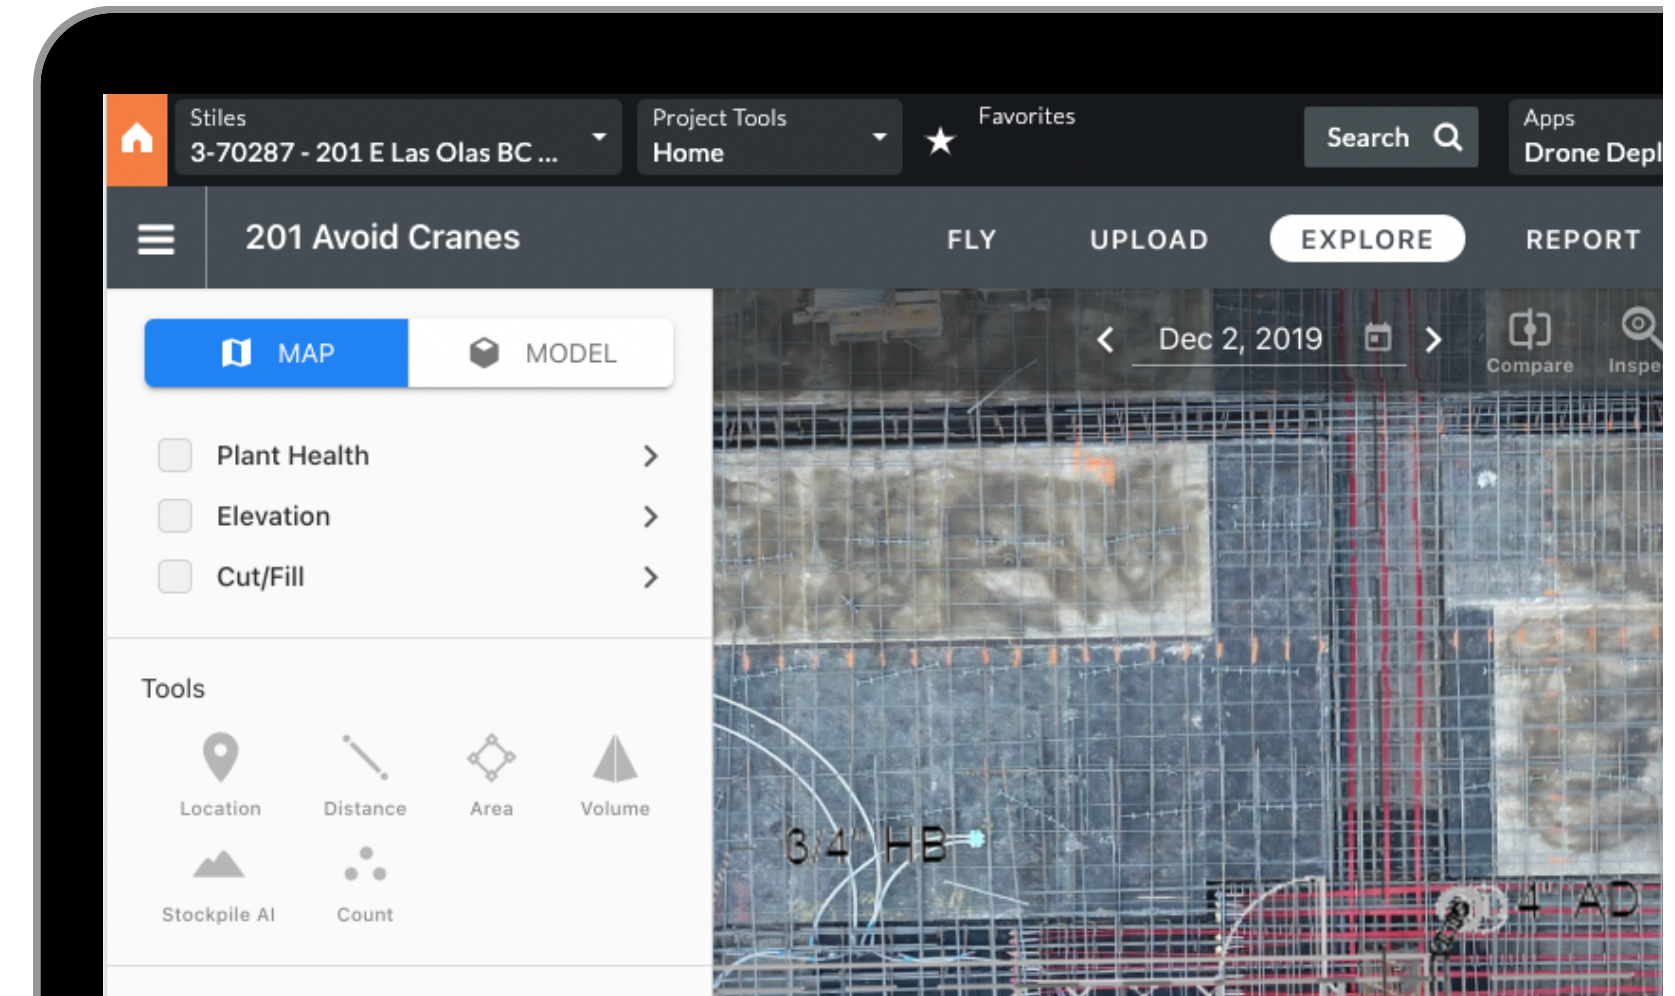 Stiles
3-70287 - 201 E Las Olas BC ...
Project Tools
Home
Favorites
Search
Apps
Drone Depl
201 Avoid Cranes
FLY
UPLOAD
EXPLORE
REPORT
MAP
MODEL
Dec 2, 2019
Compare
Inspe
Plant Health
Elevation
Cut/Fill
Tools
Location
Distance
Area
Volume
Stockpile AI
Count
3/4" HB
4" AD